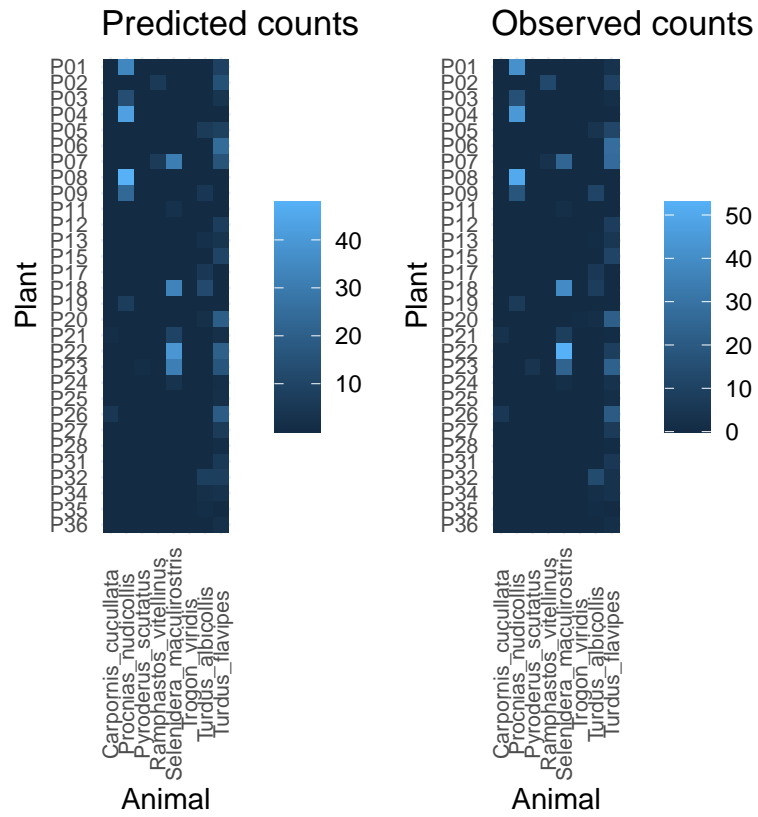 Predicted counts
Plant
P01
P02
P03
P04
P05
P06
P07
P08
P09
P11
P12
P13
P15
P17
P18
P19
P20
P21
P22
P23
P24
P25
P26
P27
P28
P31
P32
P34
P35
P36
40
30
20
10
Carpornis_cucullata
Procnias_nudicollis
Pyroderus_scutatus
Ramphastos_vitellinus
Selenidera_maculirostris
Trogon_viridis
Turdus_albicollis
Turdus_flavipes
Animal
Observed counts
Plant
P01
P02
P03
P04
P05
P06
P07
P08
P09
P11
P12
P13
P15
P17
P18
P19
P20
P21
P22
P23
P24
P25
P26
P27
P28
P31
P32
P34
P35
P36
50
40
30
20
10
0
Carpornis_cucullata
Procnias_nudicollis
Pyroderus_scutatus
Ramphastos_vitellinus
Selenidera_maculirostris
Trogon_viridis
Turdus_albicollis
Turdus_flavipes
Animal